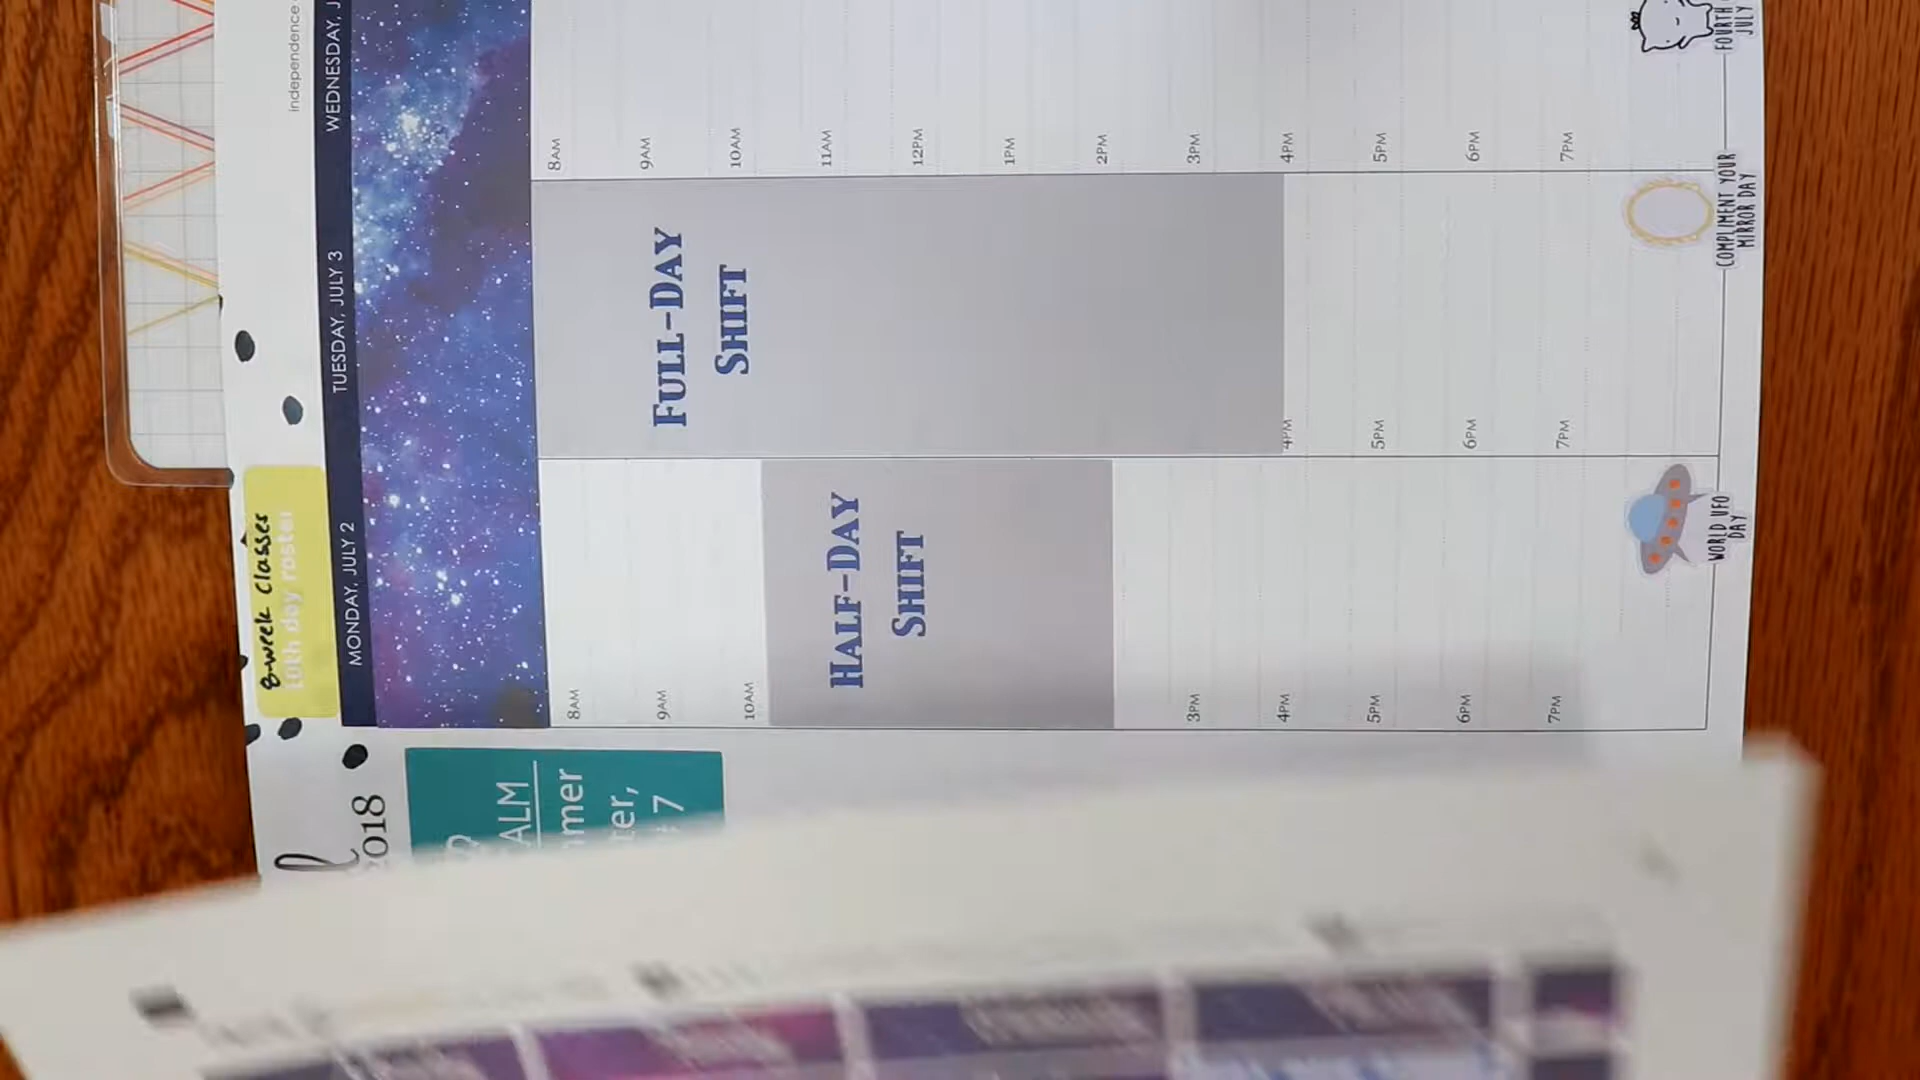 2018
ALM
mer
ter,
7
8-week Classes
10th day roster
MONDAY, JULY 2
8AM
9AM
10AM
HALF-DAY
SHIFT
3PM
4PM
5PM
6PM
7PM
WORLD UFO
DAY
TUESDAY, JULY 3
FULL-DAY
SHIFT
4PM
5PM
6PM
7PM
COMPLIMENT YOUR
MIRROR DAY
independence
WEDNESDAY, J
8AM
9AM
10AM
11AM
12PM
1PM
2PM
3PM
4PM
5PM
6PM
7PM
FOURTH
JULY